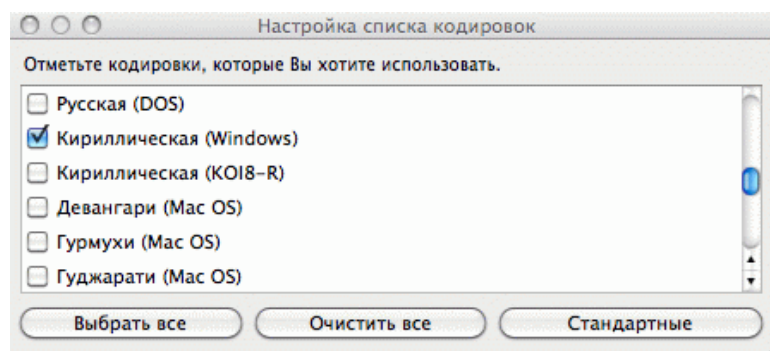 Настройка списка кодировок
Отметьте кодировки, которые Вы хотите использовать.
Русская (DOS)
Кириллическая (Windows)
Кириллическая (KOI8-R)
Девангари (Mac OS)
Гурмухи (Mac OS)
Гуджарати (Mac OS)
Выбрать все Очистить все Стандартные